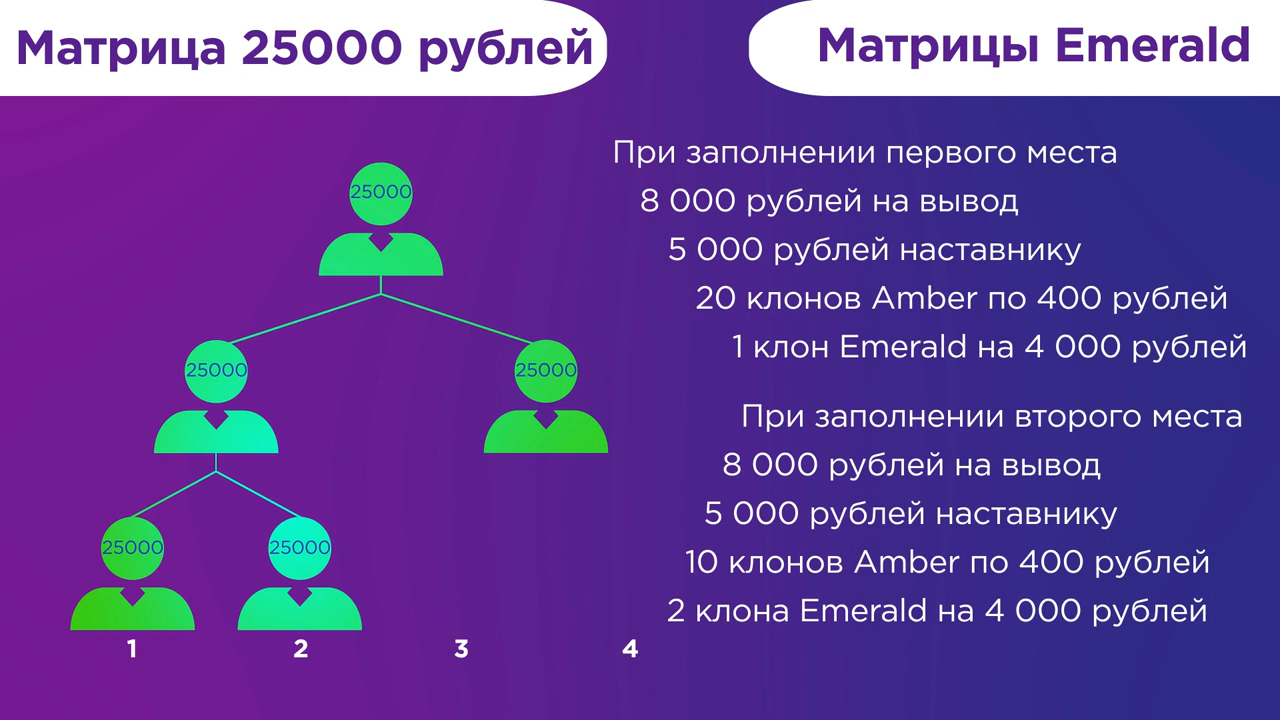 Матрица 25000 рублей
Матрицы Emerald
25000
25000
25000
25000
25000
1
2
3
4
При заполнении первого места
8 000 рублей на вывод
5 000 рублей наставнику
20 клонов Amber по 400 рублей
1 клон Emerald на 4 000 рублей
При заполнении второго места
8 000 рублей на вывод
5 000 рублей наставнику
10 клонов Amber по 400 рублей
2 клона Emerald на 4 000 рублей